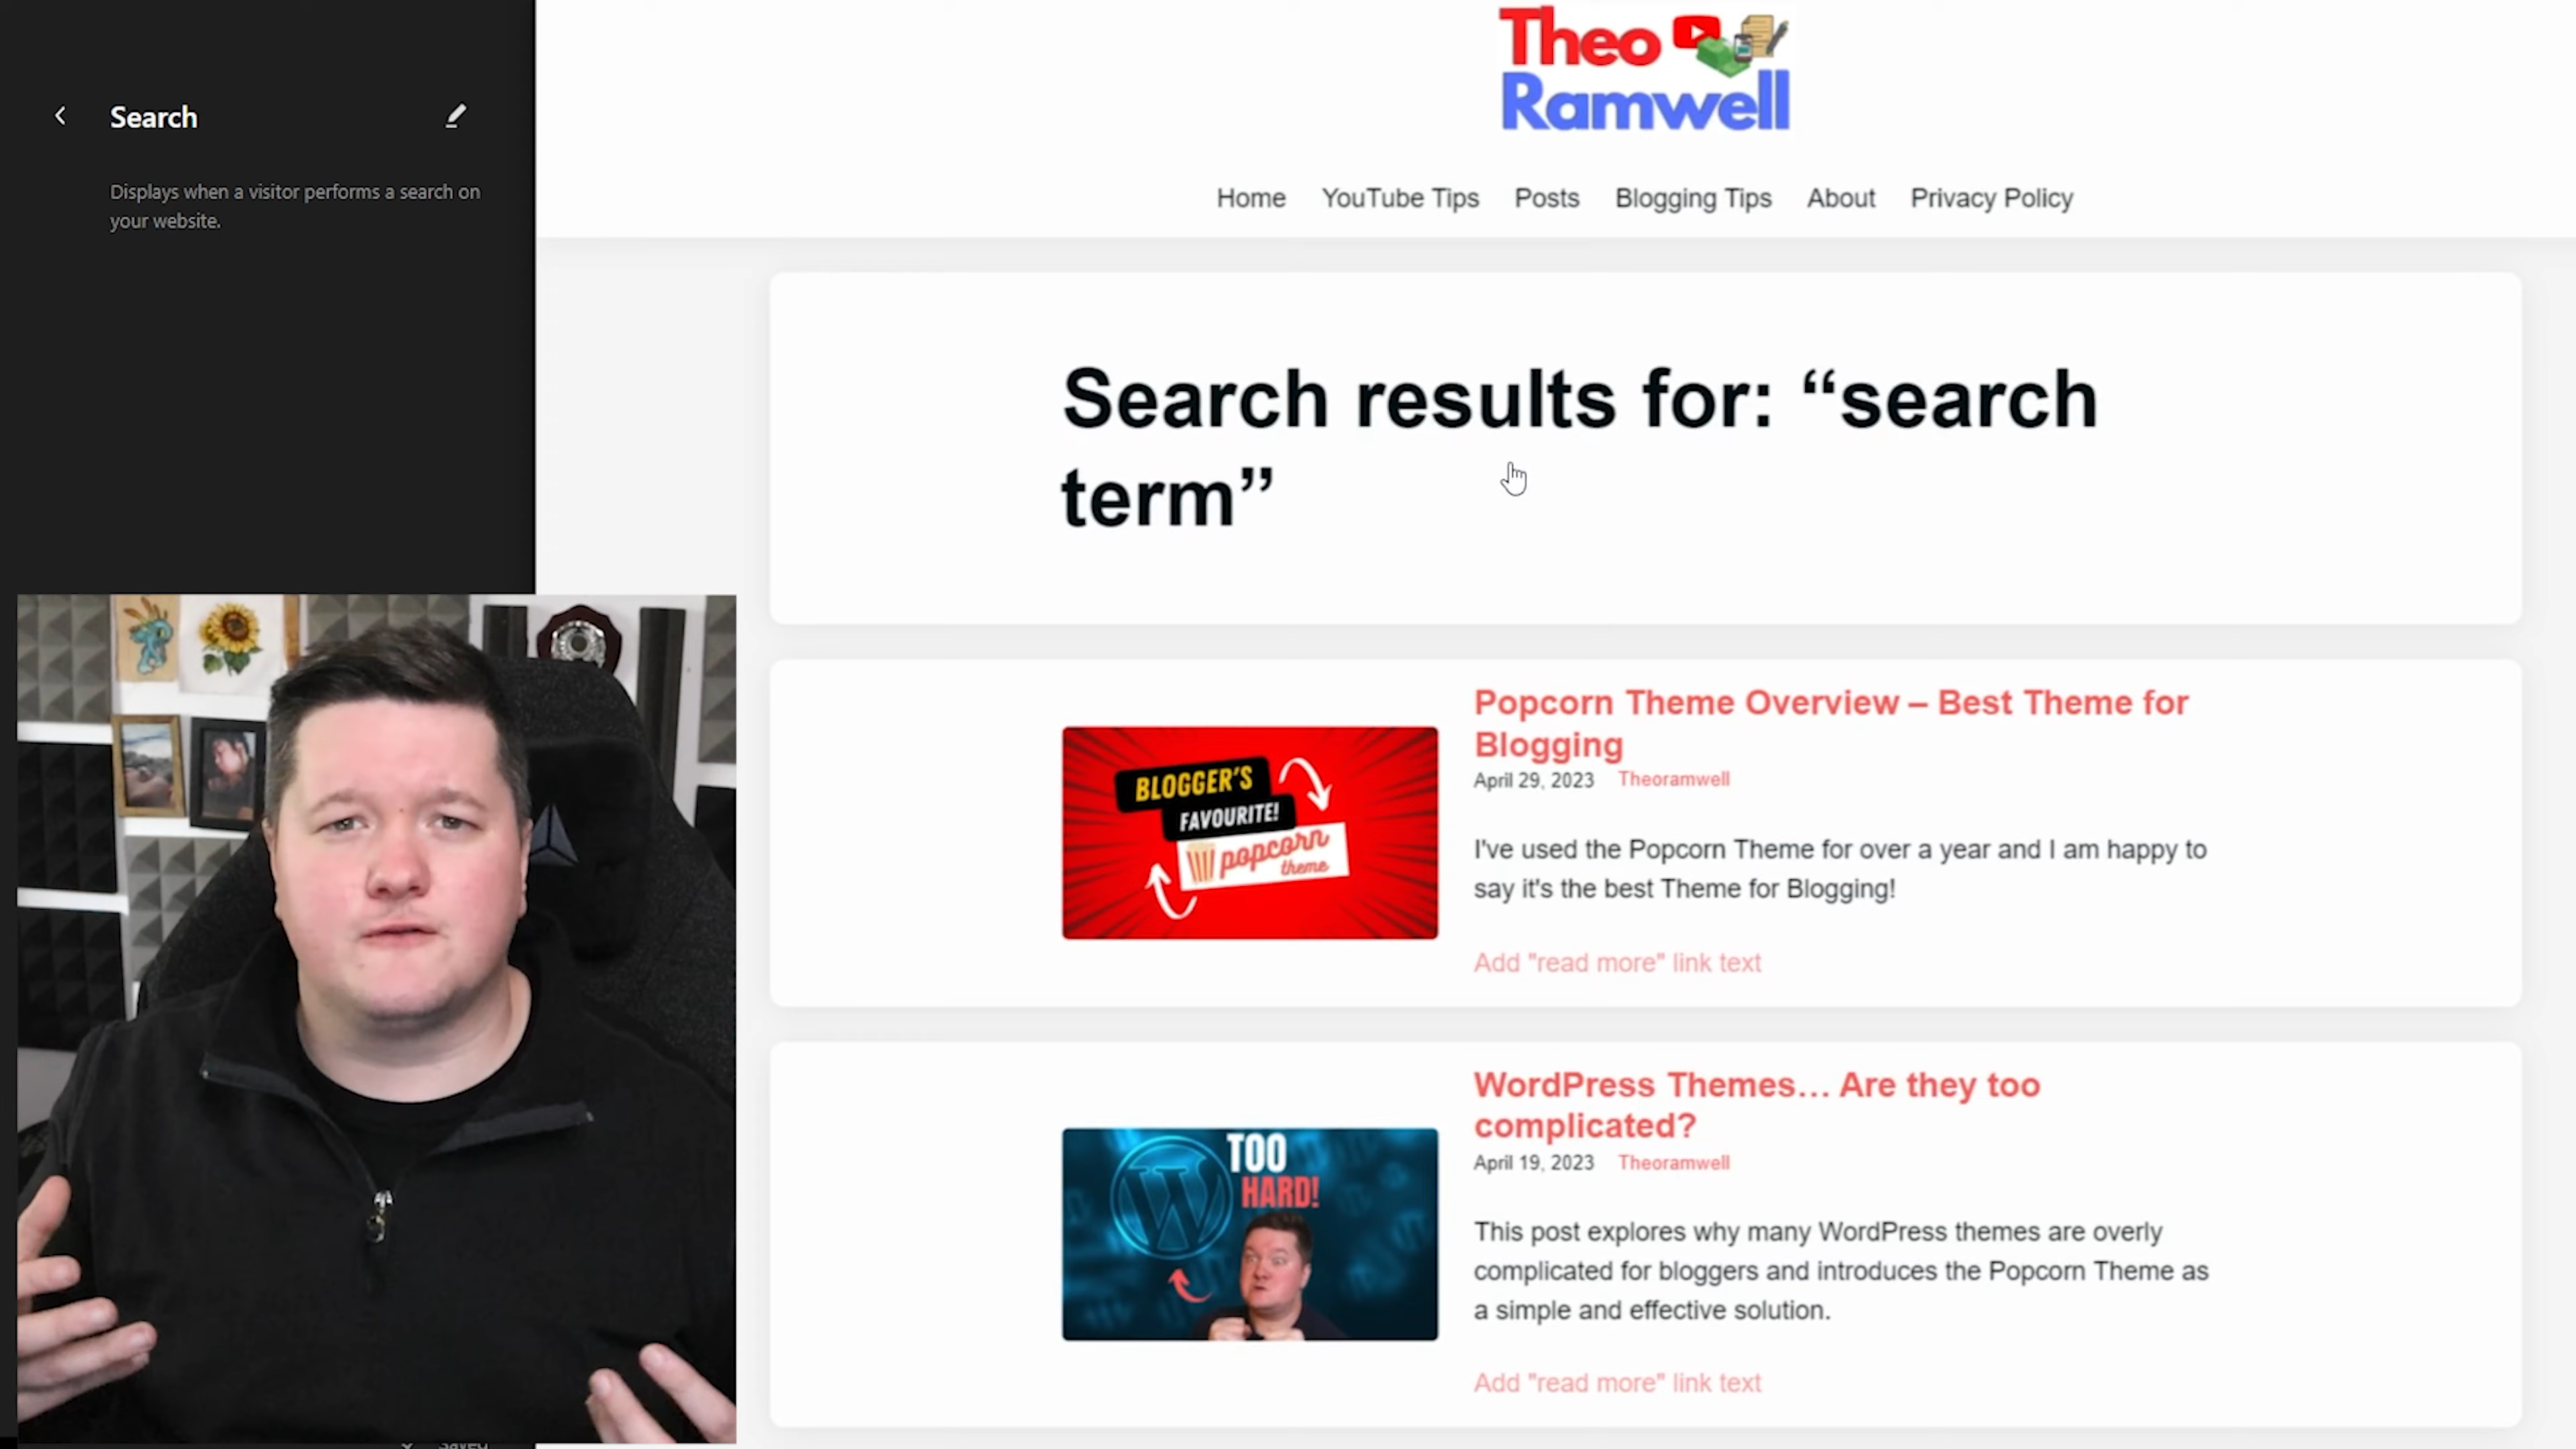 Search
Displays when a visitor performs a search on
your website.
Theo
Ramwell
Home YouTube Tips Posts Blogging Tips About Privacy Policy
Search results for: “search
term”
BLOGGER'S
FAVOURITE!
popcorn
theme
Popcorn Theme Overview – Best Theme for
Blogging
April 29, 2023 Theoramwell
I've used the Popcorn Theme for over a year and I am happy to
say it's the best Theme for Blogging!
Add "read more" link text
TOO
HARD!
WordPress Themes… Are they too
complicated?
April 19, 2023 Theoramwell
This post explores why many WordPress themes are overly
complicated for bloggers and introduces the Popcorn Theme as
a simple and effective solution.
Add "read more" link text
Saved